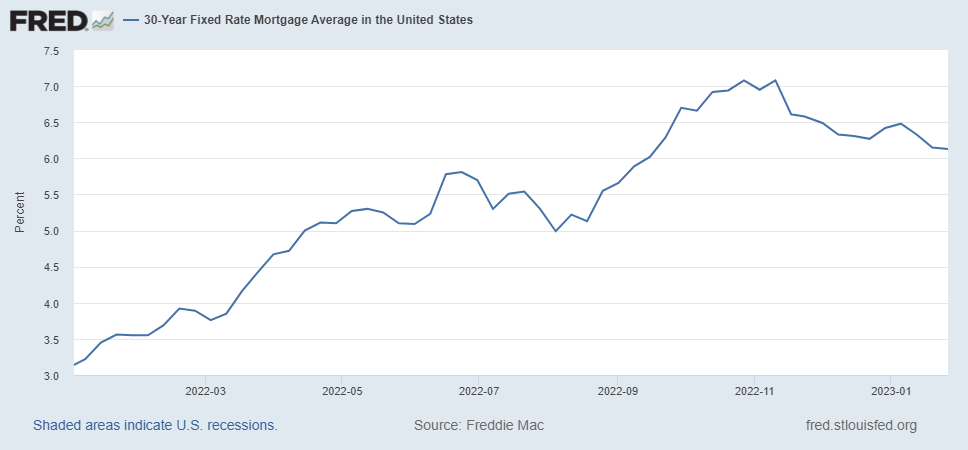 FRED 30-Year Fixed Rate Mortgage Average in the United States
7.5
7.0
6.5
6.0
5.5
5.0
4.5
4.0
3.5
3.0
Percent
2022-03 2022-05 2022-07 2022-09 2022-11 2023-01
Shaded areas indicate U.S. recessions. Source: Freddie Mac fred.stlouisfed.org